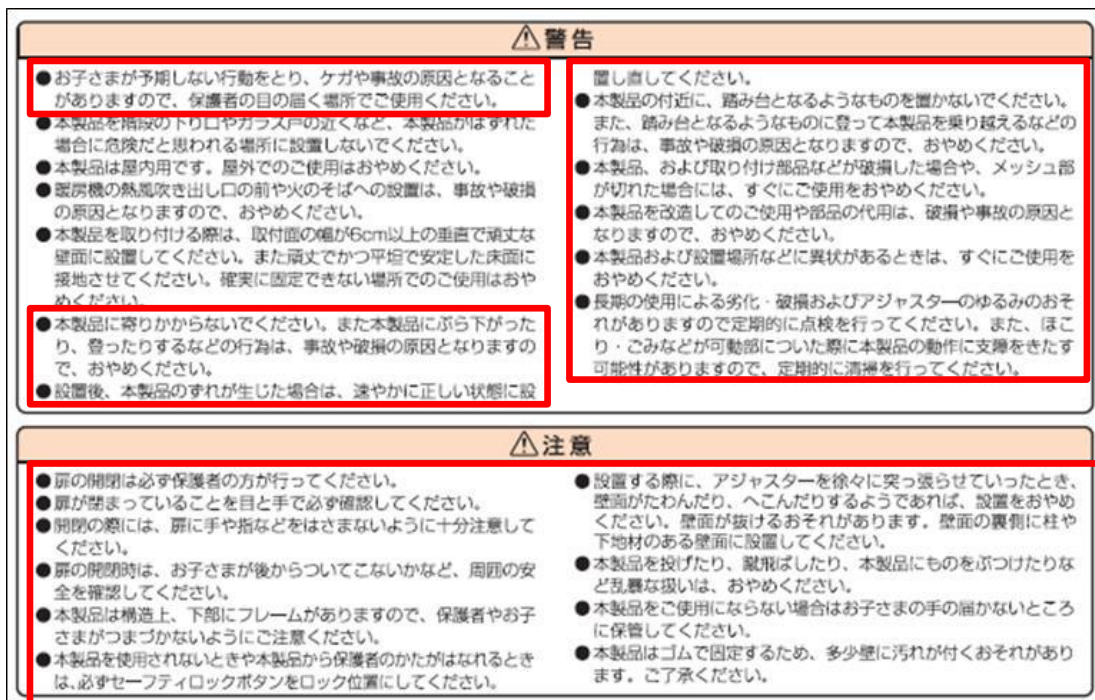 ⚠警告
●お子さまが予期しない行動をとり、ケガや事故の原因となること
がありますので、保護者の目の届く場所でご使用ください。
●本製品を階段の下り口やガラス戸の近くなど、本製品がはずれた
場合に危険だと思われる場所に設置しないでください。
●本製品は屋内用です。屋外でのご使用はおやめください。
●暖房機の熱風吹き出し口の前や火のそばへの設置は、事故や破損
の原因となりますので、おやめください。
●本製品を取り付ける際は、取付面の幅が6cm以上の垂直で頑丈な
壁面に設置してください。また頑丈でかつ平坦で安定した床面に
接地させてください。確実に固定できない場所でのご使用はおや
めください。
●本製品に寄りかからないでください。また本製品にぶら下がった
り、登ったりするなどの行為は、事故や破損の原因となりますの
で、おやめください。
●設置後、本製品のずれが生じた場合は、速やかに正しい状態に設
置し直してください。
●本製品の付近に、踏み台となるようなものを置かないでください。
また、踏み台となるようなものに登って本製品を乗り越えるなどの
行為は、事故や破損の原因となりますので、おやめください。
●本製品、および取り付け部品などが破損した場合や、メッシュ部
が切れた場合には、すぐにご使用をおやめください。
●本製品を改造してのご使用や部品の代用は、破損や事故の原因と
なりますので、おやめください。
●本製品および設置場所などに異状があるときは、すぐにご使用を
おやめください。
●長期の使用による劣化・破損およびアジャスターのゆるみのおそ
れがありますので定期的に点検を行ってください。また、ほこ
り・ごみなどが可動部についた際に本製品の動作に支障をきたす
可能性がありますので、定期的に清掃を行ってください。
⚠注意
●扉の開閉は必ず保護者の方が行ってください。
●扉が閉まっていることを目と手で必ず確認してください。
●開閉の際には、扉に手や指などをはさまないように十分注意して
ください。
●扉の開閉時は、お子さまが後からついてこないかなど、周囲の安
全を確認してください。
●本製品は構造上、下部にフレームがありますので、保護者やお子
さまがつまづかないようにご注意ください。
●本製品を使用されないときや本製品から保護者のかたがはなれるとき
は、必ずセーフティロックボタンをロック位置にしてください。
●設置する際に、アジャスターを徐々に突っ張らせていったとき、
壁面がたわんだり、へこんだりするようであれば、設置をおやめ
ください。壁面が抜けるおそれがあります。壁面の裏側に柱や
下地材のある壁面に設置してください。
●本製品を投げたり、蹴飛ばしたり、本製品にものをぶつけたりな
ど乱暴な扱いは、おやめください。
●本製品をご使用にならない場合はお子さまの手の届かないところ
に保管してください。
●本製品はゴムで固定するため、多少壁に汚れが付くおそれがあり
ます。ご了承ください。